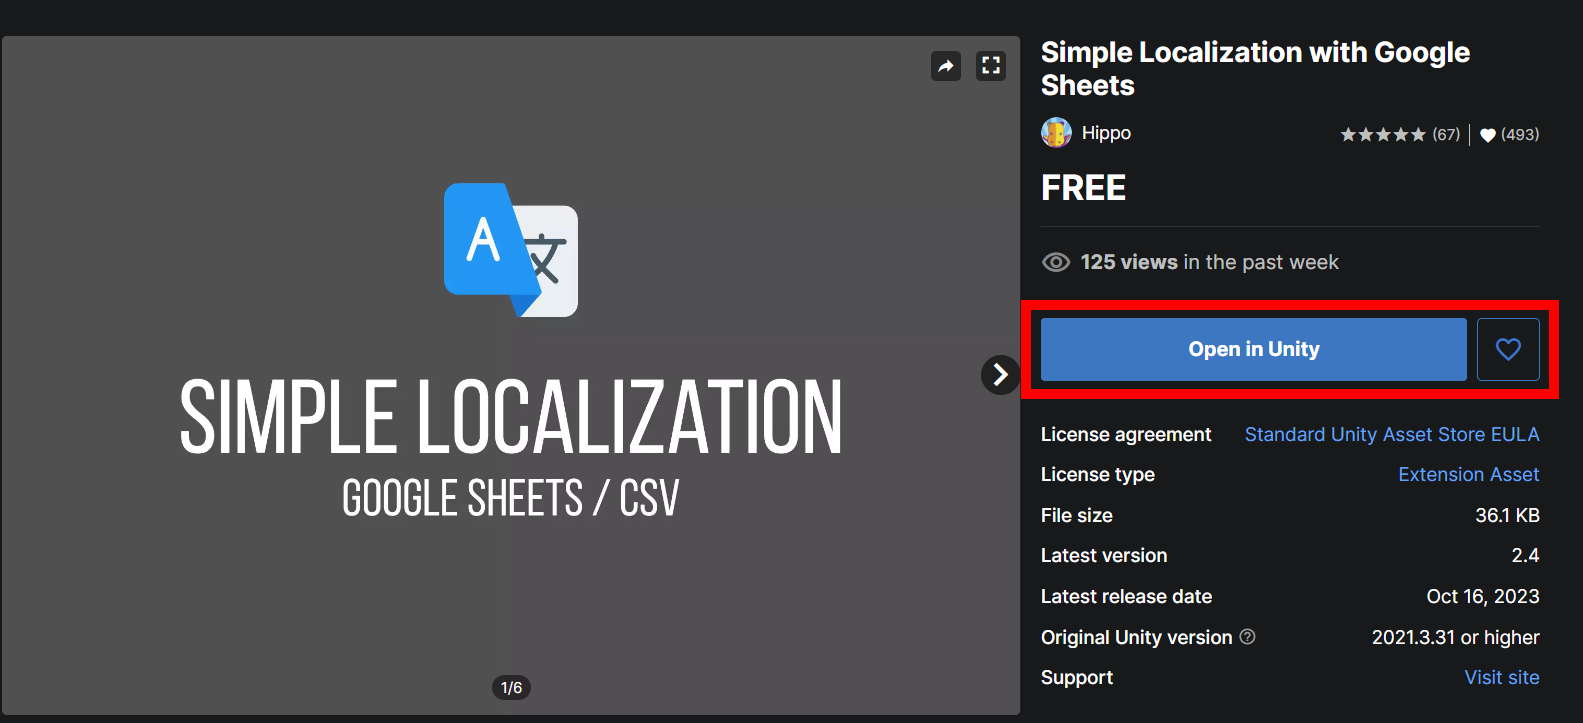 A 文
SIMPLE LOCALIZATION
GOOGLE SHEETS / CSV
1/6
Simple Localization with Google
Sheets
Hippo
(67)
(493)
FREE
125 views in the past week
Open in Unity
License agreement Standard Unity Asset Store EULA
License type Extension Asset
File size 36.1 KB
Latest version 2.4
Latest release date Oct 16, 2023
Original Unity version ? 2021.3.31 or higher
Support Visit site